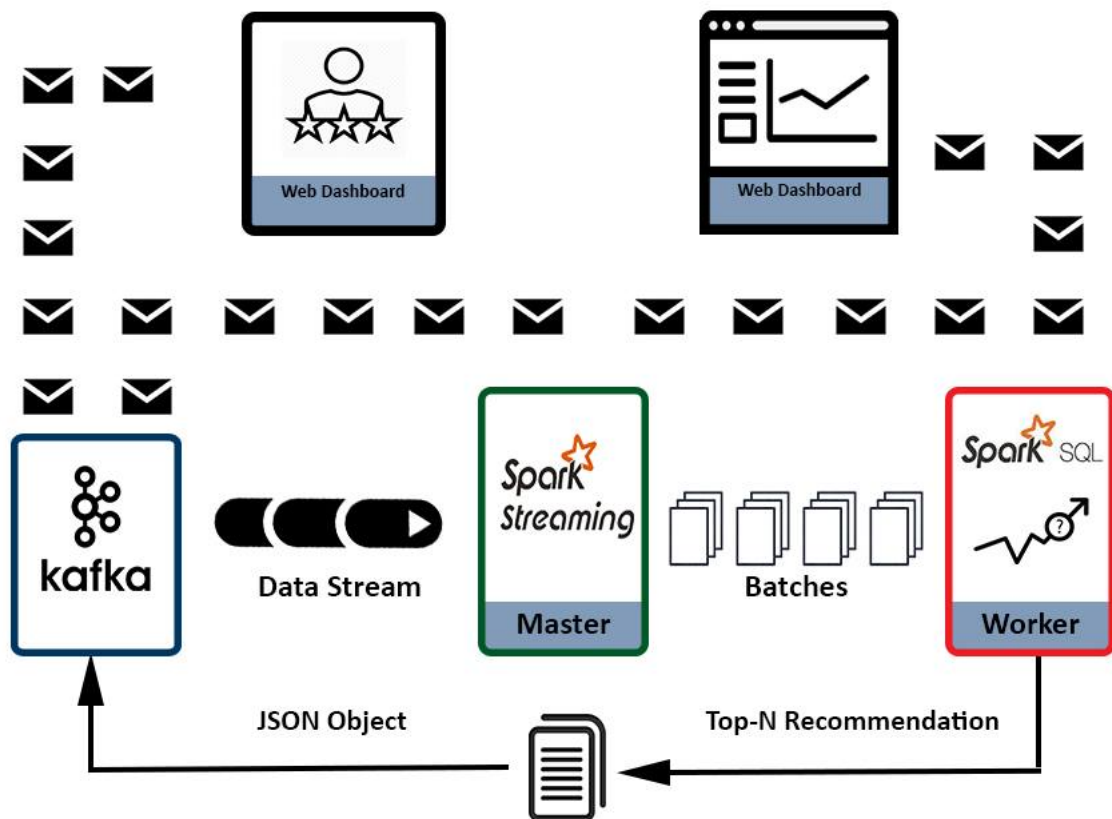 Web Dashboard
Web Dashboard
kafka
Data Stream
Spark
Streaming
Master
Batches
Spark SQL
?
Worker
JSON Object
Top-N Recommendation